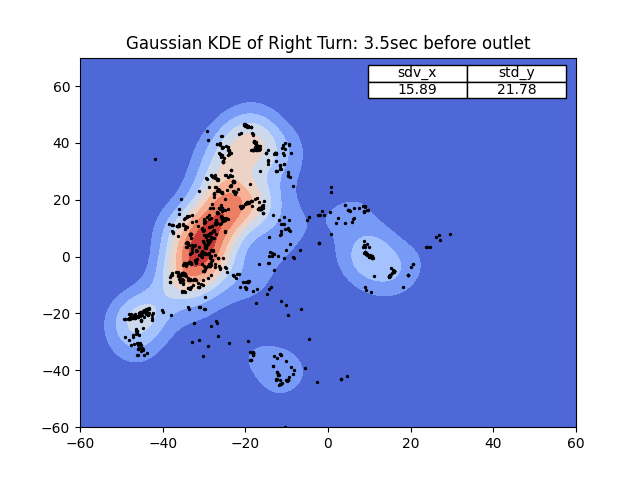 Gaussian KDE of Right Turn: 3.5sec before outlet
sdv_x std_y
15.89 21.78
60
40
20
0
−20
−40
−60
−60 −40 −20 0 20 40 60